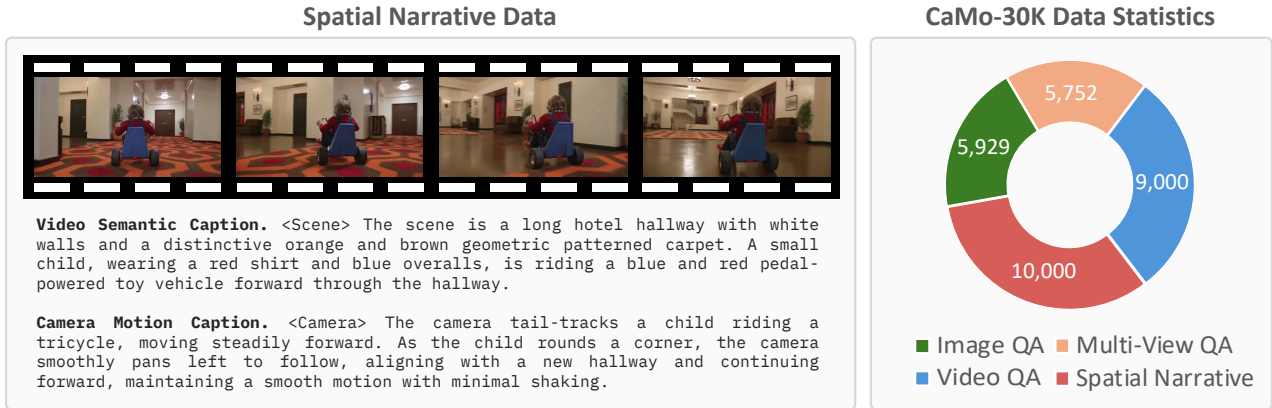 Spatial Narrative Data
Video Semantic Caption. <Scene> The scene is a long hotel hallway with white
walls and a distinctive orange and brown geometric patterned carpet. A small
child, wearing a red shirt and blue overalls, is riding a blue and red pedal-
powered toy vehicle forward through the hallway.
Camera Motion Caption. <Camera> The camera tail-tracks a child riding a
tricycle, moving steadily forward. As the child rounds a corner, the camera
smoothly pans left to follow, aligning with a new hallway and continuing
forward, maintaining a smooth motion with minimal shaking.
CaMo-30K Data Statistics
5,752
5,929
9,000
10,000
Image QA
Multi-View QA
Video QA
Spatial Narrative